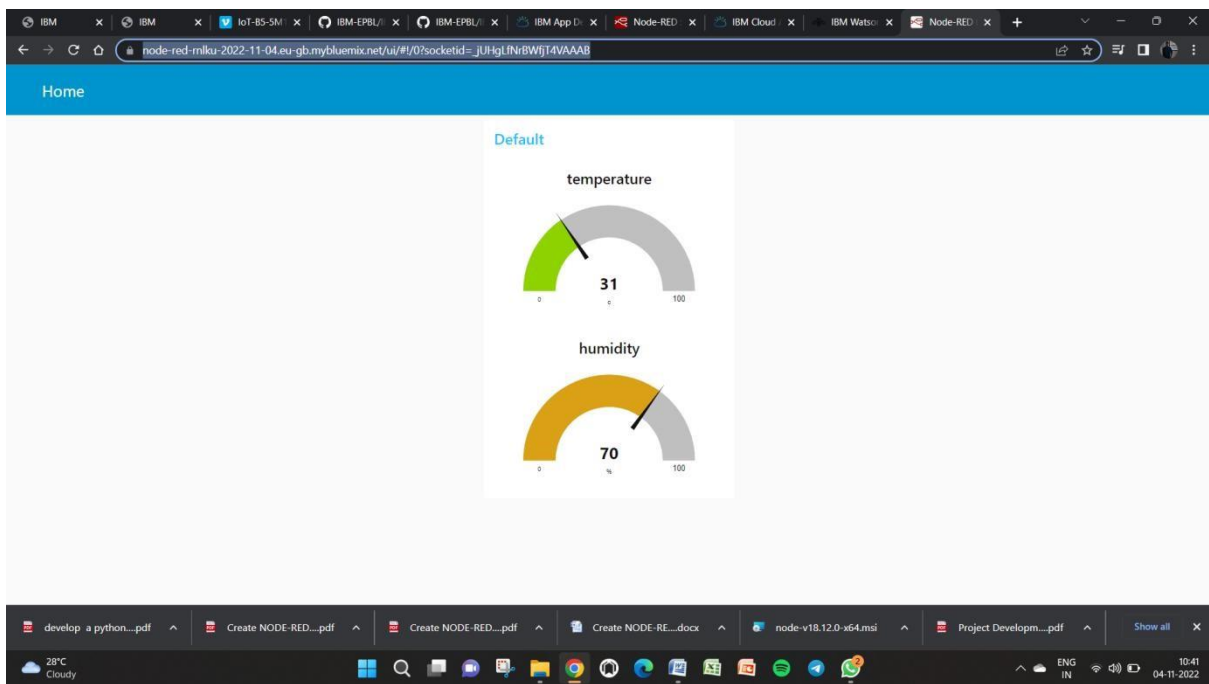 IBM
IBM
IoT-B5-5M1
IBM-EPBL/I
IBM-EPBL/I
IBM App De
Node-RED
IBM Cloud
IBM Watson
Node-RED
node-red-mlku-2022-11-04.eu-gb.mybluemix.net/ui/#!/0?socketid=_jUHgLfNrBWfjT4VAAAB
Home
Default
temperature
31
0
100
humidity
70
0
%
100
develop a python....pdf
Create NODE-RED....pdf
Create NODE-RED....pdf
Create NODE-RE....docx
node-v18.12.0-x64.msi
Project Developm....pdf
Show all
28°C
Cloudy
ENG
IN
10:41
04-11-2022